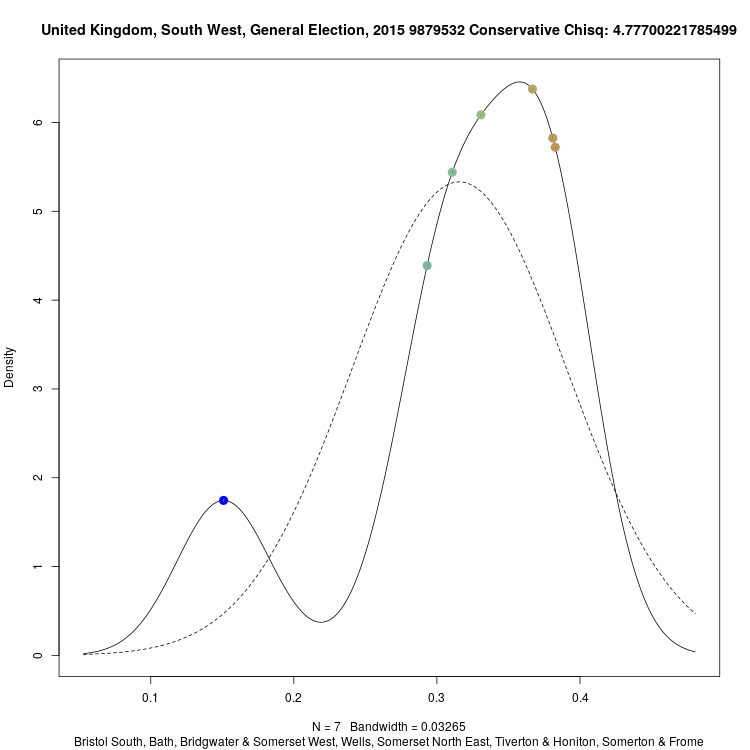 United Kingdom, South West, General Election, 2015 9879532 Conservative Chisq: 4.77700221785499
6
5
4
3
2
1
0
Density
0.1 0.2 0.3 0.4
N = 7 Bandwidth = 0.03265
Bristol South, Bath, Bridgwater & Somerset West, Wells, Somerset North East, Tiverton & Honiton, Somerton & Frome